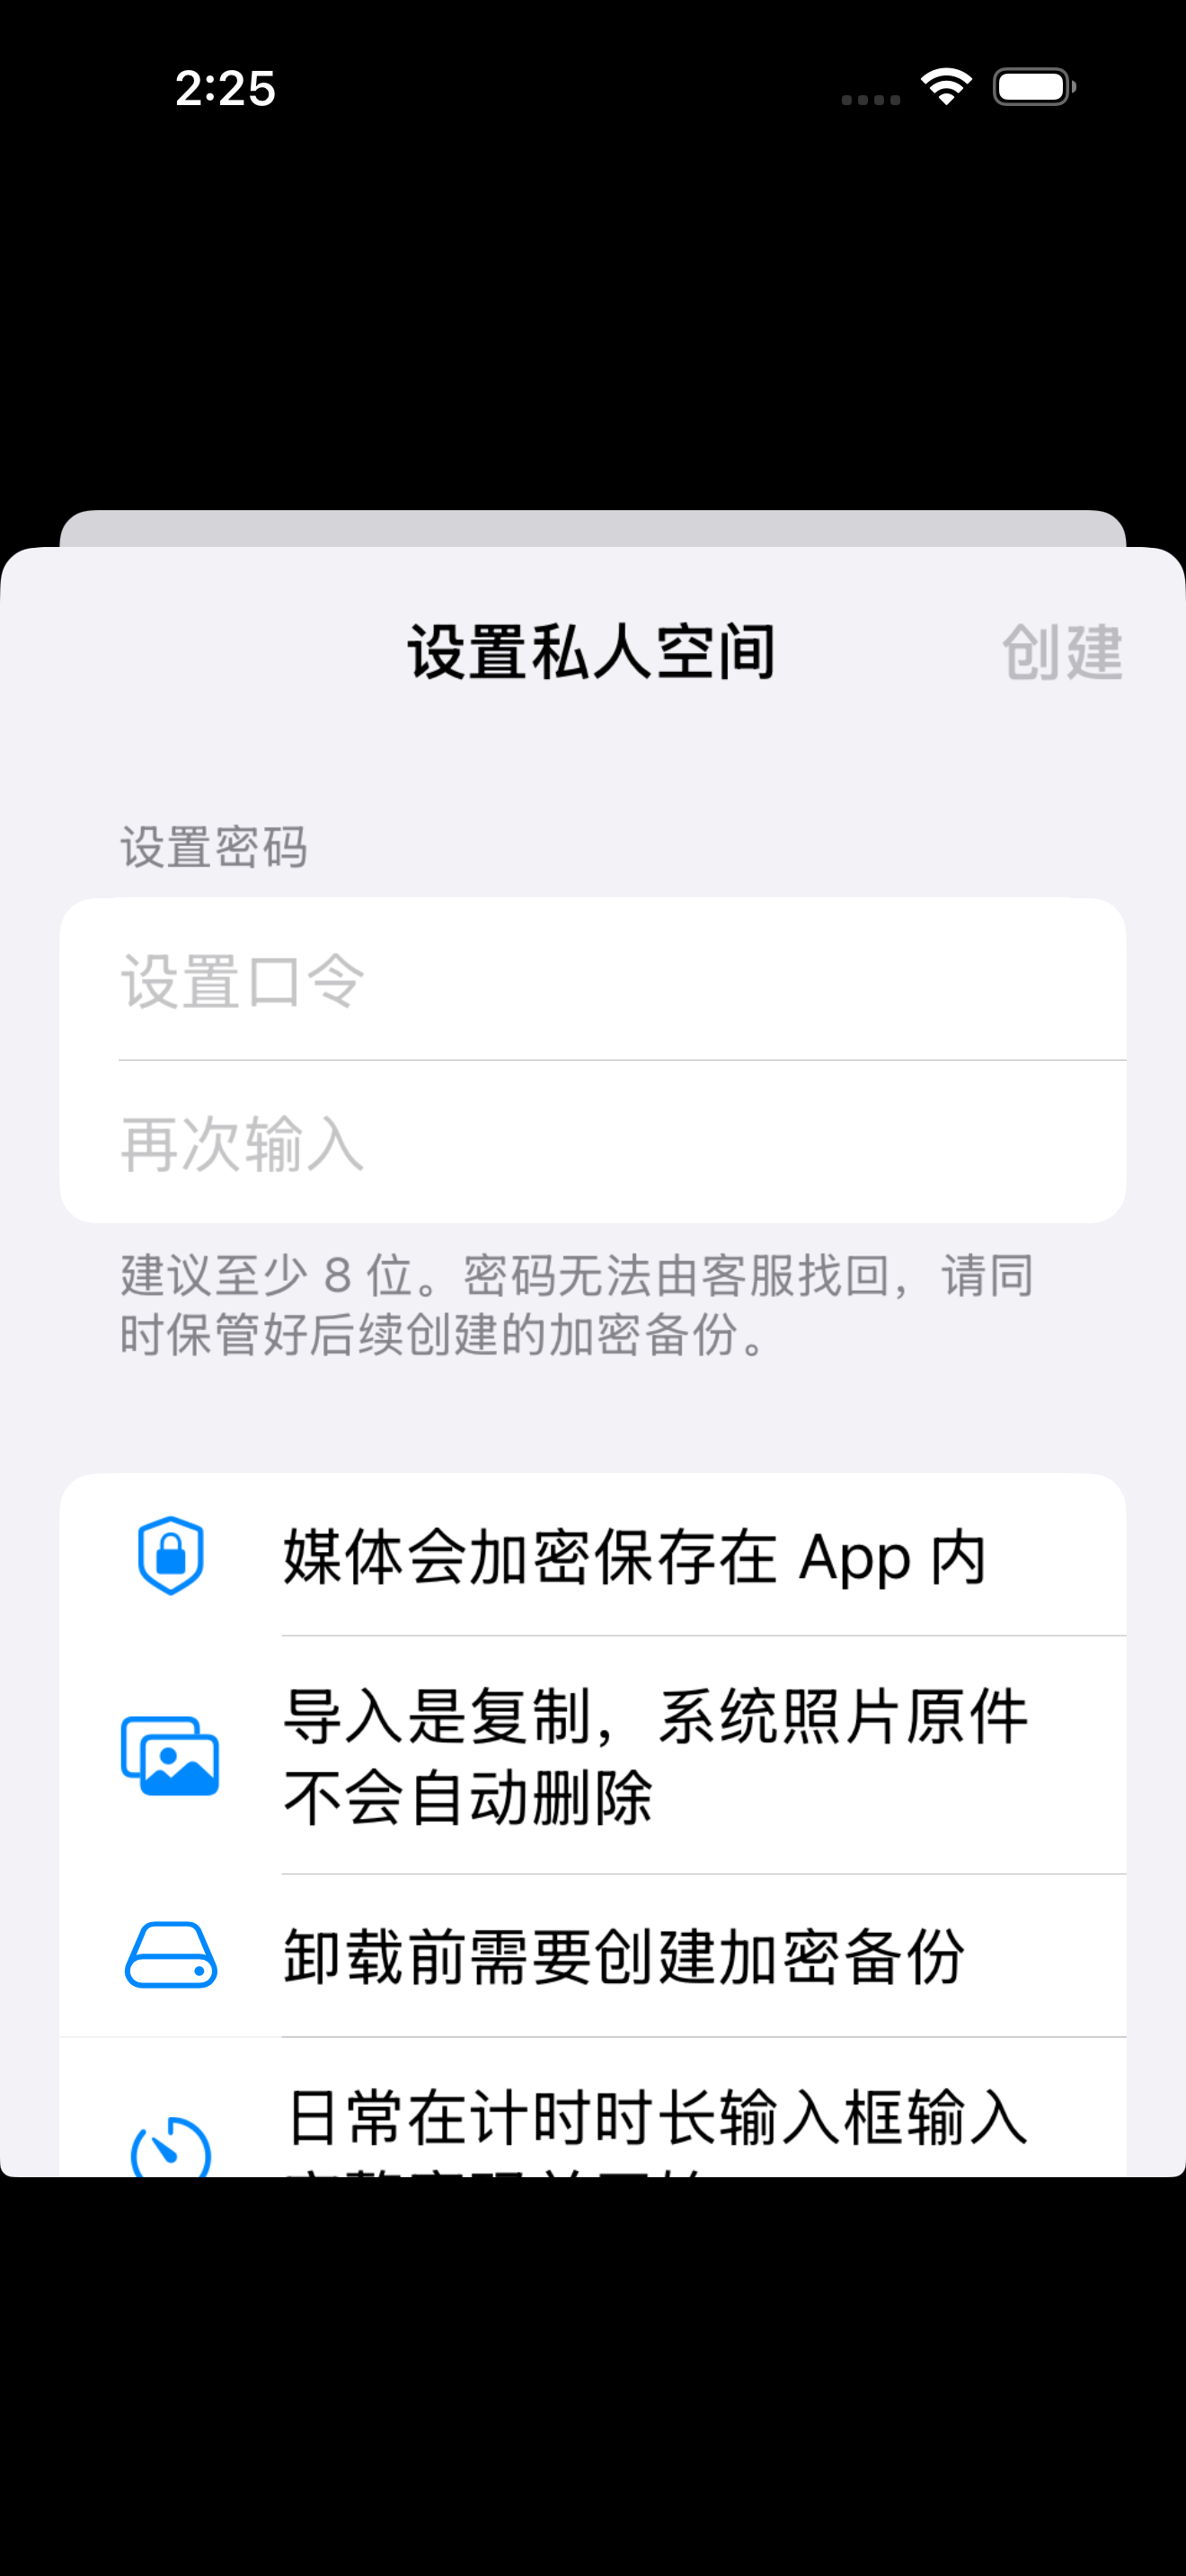 2:25
设置私人空间
创建
设置密码
设置口令
再次输入
建议至少 8 位。密码无法由客服找回，请同
时保管好后续创建的加密备份。
媒体会加密保存在 App 内
导入是复制，系统照片原件
不会自动删除
卸载前需要创建加密备份
日常在计时时长输入框输入